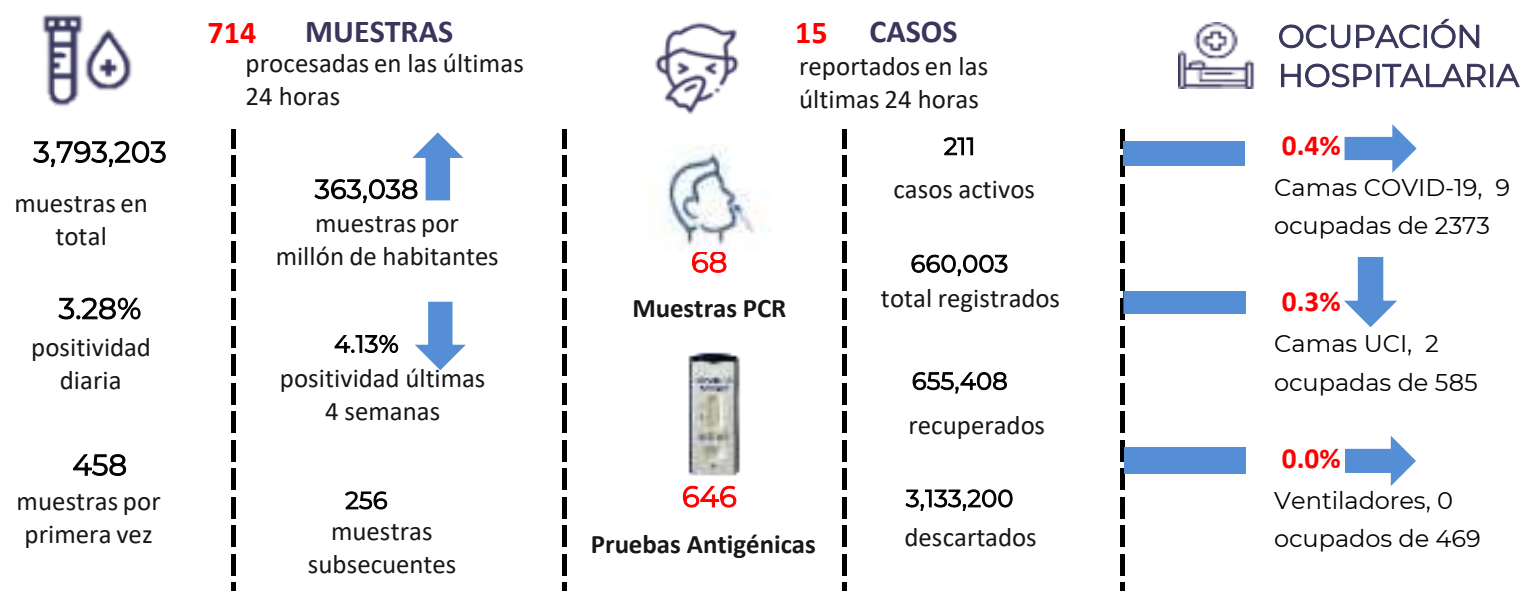 714 MUESTRAS
procesadas en las últimas
24 horas
15 CASOS
reportados en las
últimas 24 horas
OCUPACIÓN
HOSPITALARIA
3,793,203
muestras en
total
3.28%
positividad
diaria
458
muestras por
primera vez
363,038
muestras por
millón de habitantes
4.13%
positividad últimas
4 semanas
256
muestras
subsecuentes
68
Muestras PCR
646
Pruebas Antigénicas
211
casos activos
660,003
total registrados
655,408
recuperados
3,133,200
descartados
0.4%
Camas COVID-19, 9
ocupadas de 2373
0.3%
Camas UCI, 2
ocupadas de 585
0.0%
Ventiladores, 0
ocupados de 469